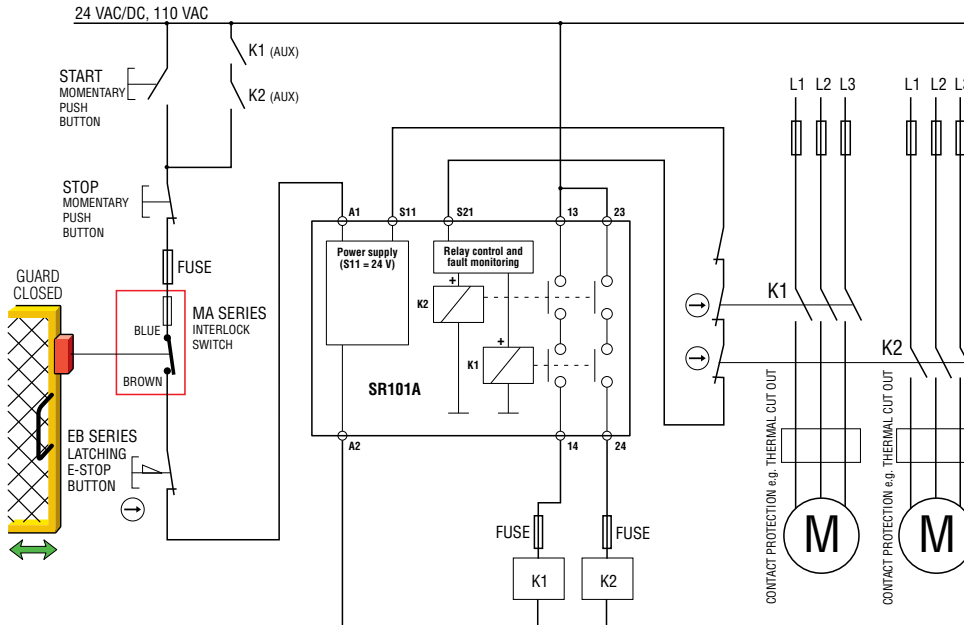 24 VAC/DC, 110 VAC
K1 (AUX)
K2 (AUX)
START
MOMENTARY
PUSH
BUTTON
STOP
MOMENTARY
PUSH
BUTTON
FUSE
GUARD
CLOSED
MA SERIES
INTERLOCK
SWITCH
BLUE
BROWN
EB SERIES
LATCHING
E-STOP
BUTTON
A1
S11
S21
13
23
Power supply
(S11 = 24 V)
Relay control and
fault monitoring
+
K2
+
K1
SR101A
A2
14
24
FUSE
FUSE
K1
K2
L1 L2 L3
L1 L2 L3
K1
K2
CONTACT PROTECTION e.g. THERMAL CUT OUT
CONTACT PROTECTION e.g. THERMAL CUT OUT
M
M